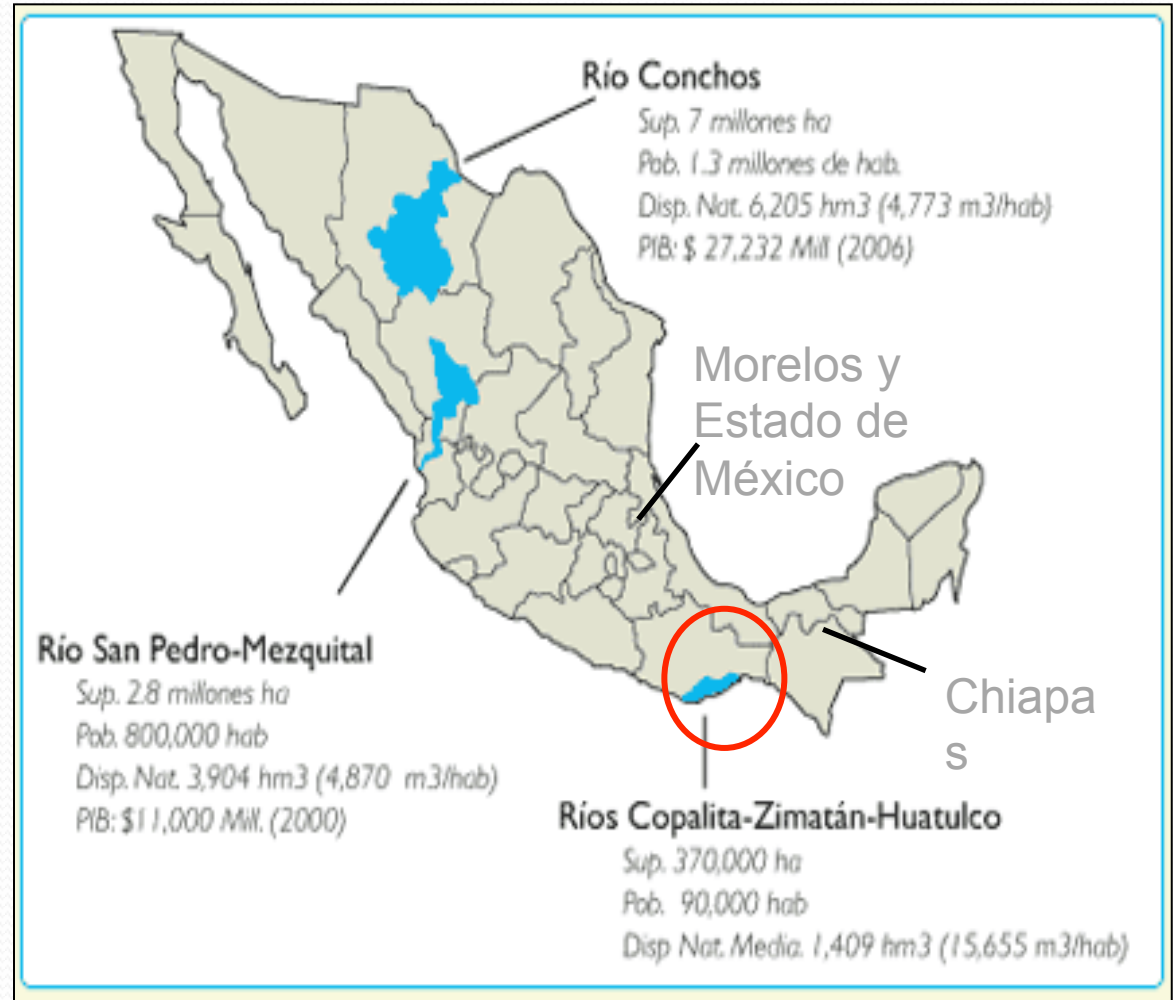 Río Conchos
Sup. 7 millones ha
Pob. 1.3 millones de hab.
Disp. Nat. 6,205 hm3 (4,773 m3/hab)
PIB: $ 27,232 Mill (2006)
Morelos y
Estado de
México
Río San Pedro-Mezquital
Sup. 2.8 millones ha
Pob. 800,000 hab
Disp. Nat. 3,904 hm3 (4,870 m3/hab)
PIB: $11,000 Mill. (2000)
Chiapa
s
Ríos Copalita-Zimatán-Huatulco
Sup. 370,000 ha
Pob. 90,000 hab
Disp Nat. Media. 1,409 hm3 (15,655 m3/hab)